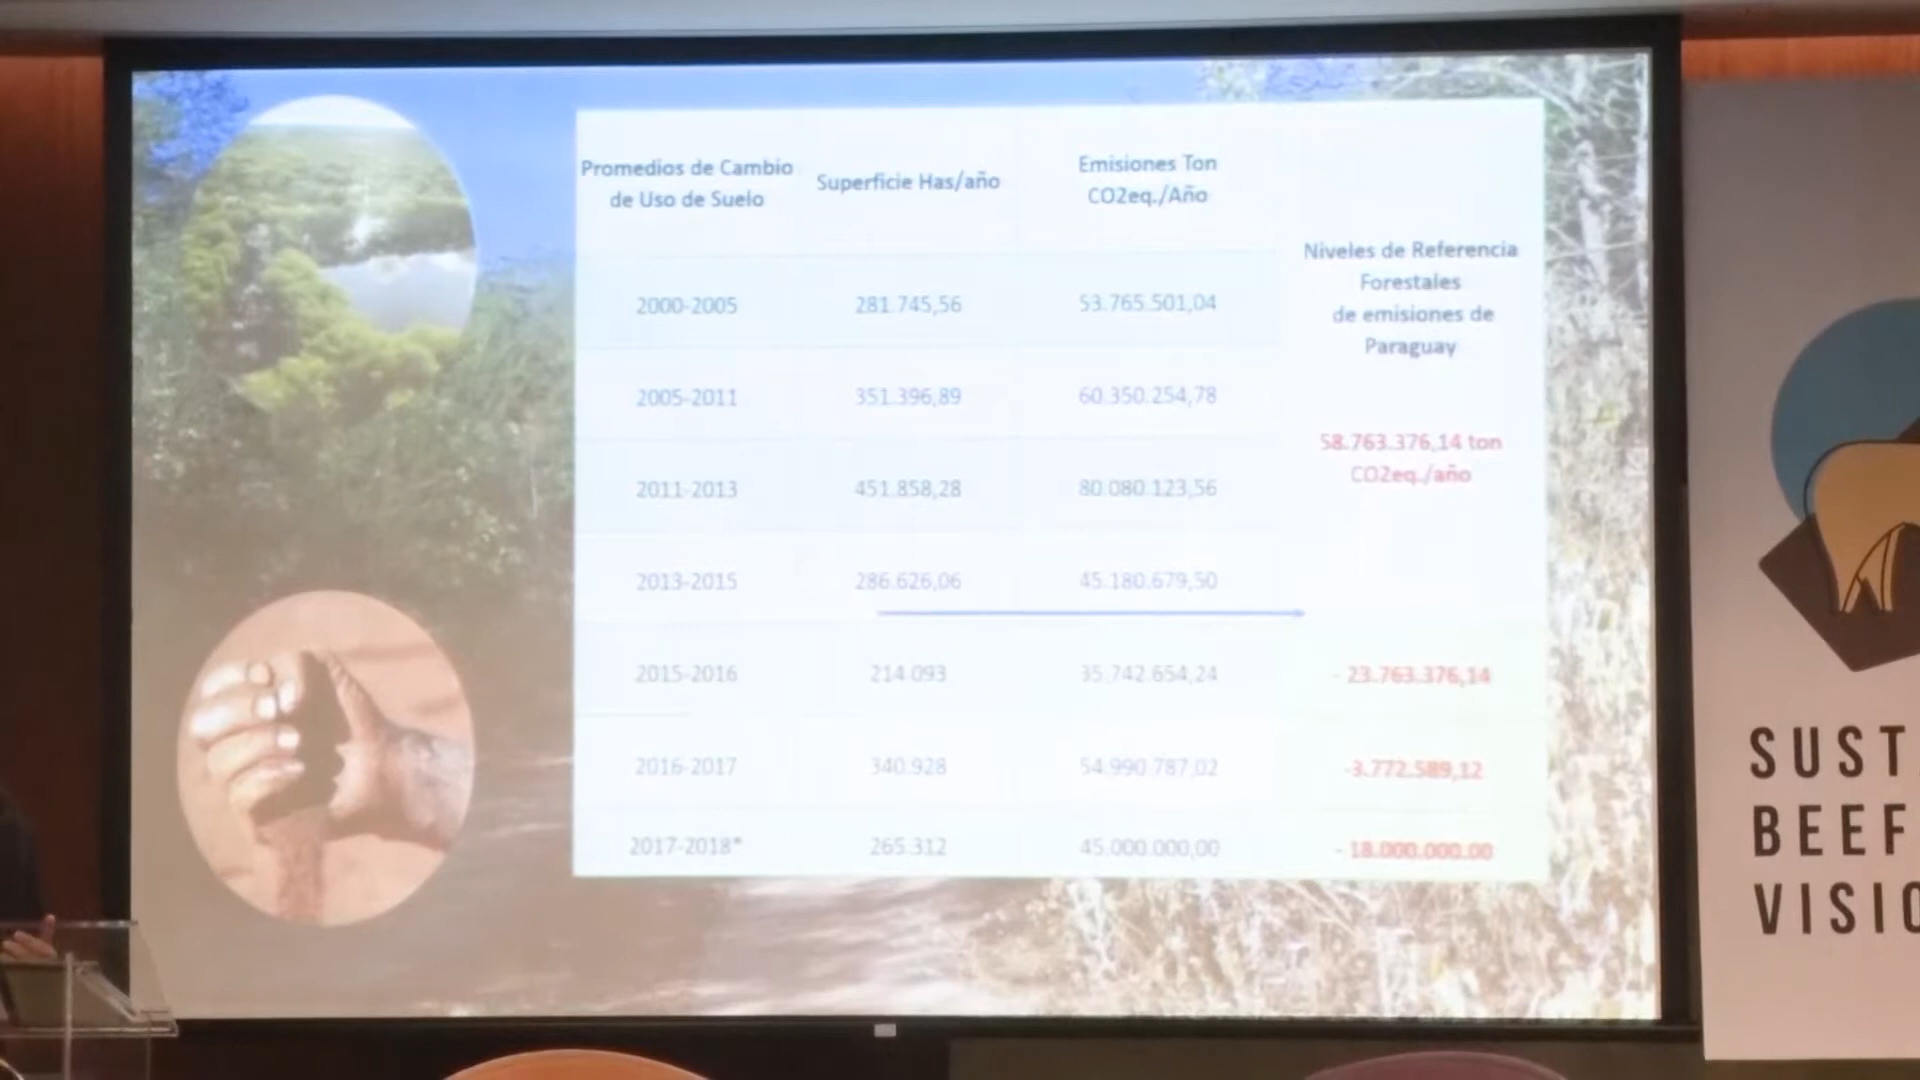 Promedios de Cambio
de Uso de Suelo
Superficie Has/año
Emisiones Ton
CO2eq./Año
Niveles de Referencia
Forestales
de emisiones de
Paraguay
58.763.376,14 ton
CO2eq./año
2000-2005 281.745,56 53.765.501,04
2005-2011 351.396,89 60.350.254,78
2011-2013 451.858,28 80.080.123,56
2013-2015 286.626,06 45.180.679,50
2015-2016 214.093 35.742.654,24 - 23.763.376,14
2016-2017 340.928 54.990.787,02 -3.772.589,12
2017-2018* 265.312 45.000.000,00 - 18.000.000.00
SUST
BEEF
VISIO